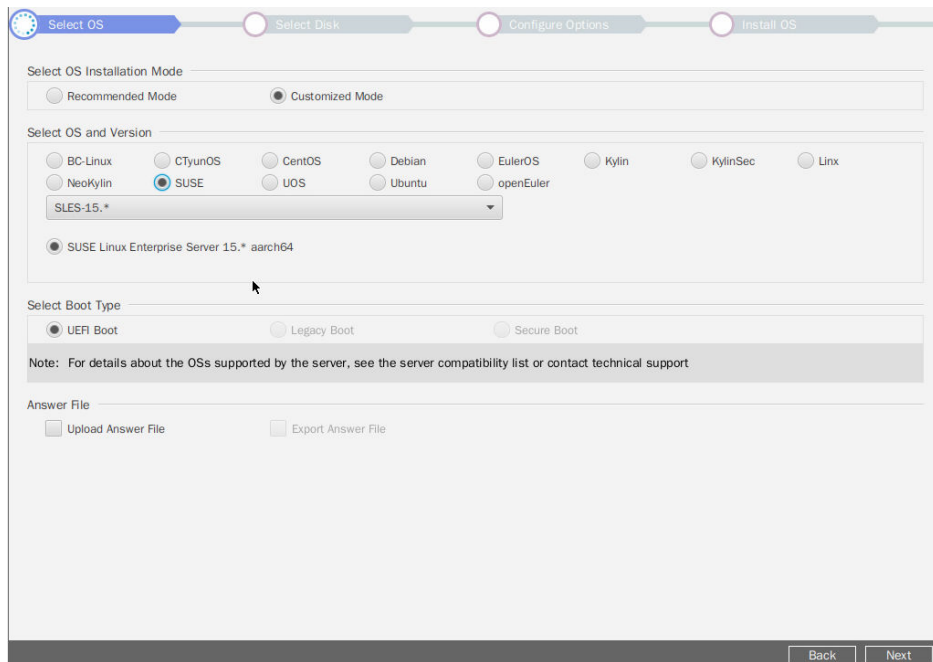 Select OS Select Disk Configure Options Install OS
Select OS Installation Mode
Recommended Mode Customized Mode
Select OS and Version
BC-Linux CTyunOS CentOS Debian EulerOS Kylin KylinSec Linx
NeoKylin SUSE UOS Ubuntu openEuler
SLES-15.*
SUSE Linux Enterprise Server 15.* aarch64
Select Boot Type
UEFI Boot Legacy Boot Secure Boot
Note: For details about the OSs supported by the server, see the server compatibility list or contact technical support
Answer File
Upload Answer File Export Answer File
Back Next